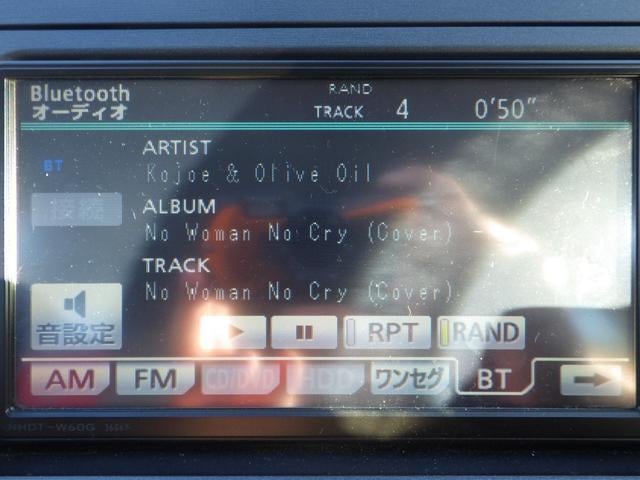 Bluetooth
オーディオ
RAND
TRACK 4 0'50"
ARTIST
BT
Kojoe & Olive Oil
接続
ALBUM
No Woman No Cry (Cover)
TRACK
No Woman No Cry (Cover)
音設定
RPT
RAND
AM FM CD/DVD HDD ワンセグ BT
NHDT-W60G